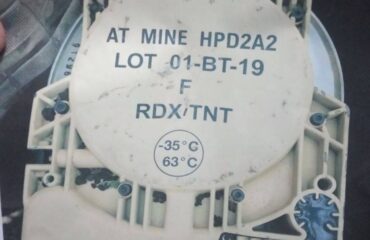 AT MINE HPD2A2
LOT 01-BT-19
F
RDX/TNT
-35°C
63°C